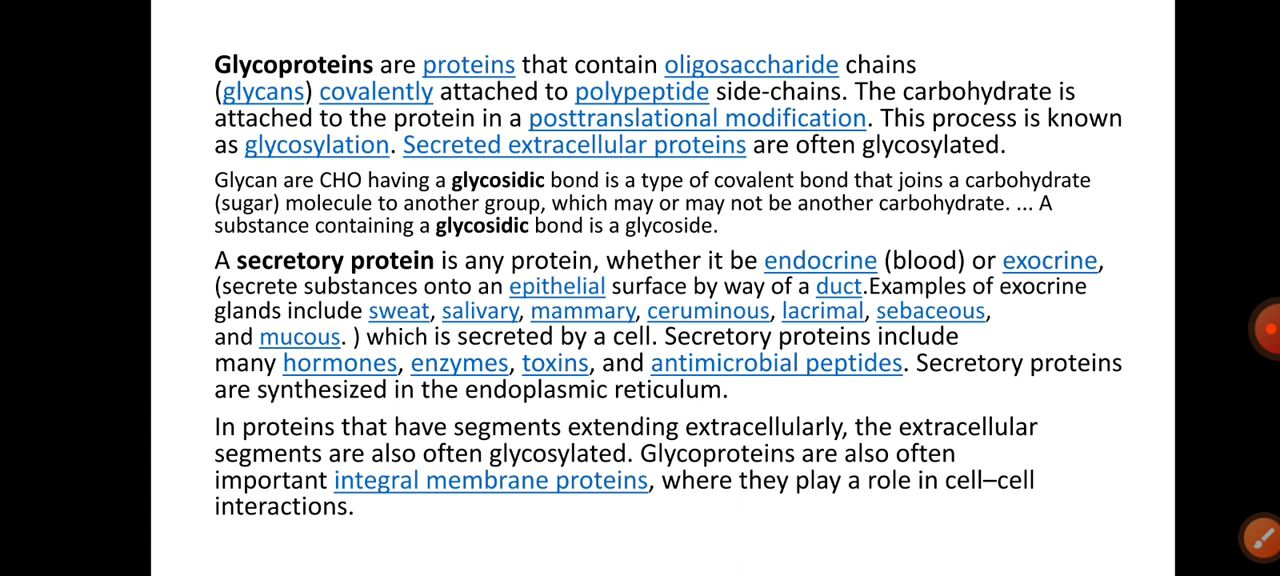 Glycoproteins are proteins that contain oligosaccharide chains
(glycans) covalently attached to polypeptide side-chains. The carbohydrate is
attached to the protein in a posttranslational modification. This process is known
as glycosylation. Secreted extracellular proteins are often glycosylated.
Glycan are CHO having a glycosidic bond is a type of covalent bond that joins a carbohydrate
(sugar) molecule to another group, which may or may not be another carbohydrate. ... A
substance containing a glycosidic bond is a glycoside.
A secretory protein is any protein, whether it be endocrine (blood) or exocrine,
(secrete substances onto an epithelial surface by way of a duct.Examples of exocrine
glands include sweat, salivary, mammary, ceruminous, lacrimal, sebaceous,
and mucous. ) which is secreted by a cell. Secretory proteins include
many hormones, enzymes, toxins, and antimicrobial peptides. Secretory proteins
are synthesized in the endoplasmic reticulum.
In proteins that have segments extending extracellularly, the extracellular
segments are also often glycosylated. Glycoproteins are also often
important integral membrane proteins, where they play a role in cell–cell
interactions.